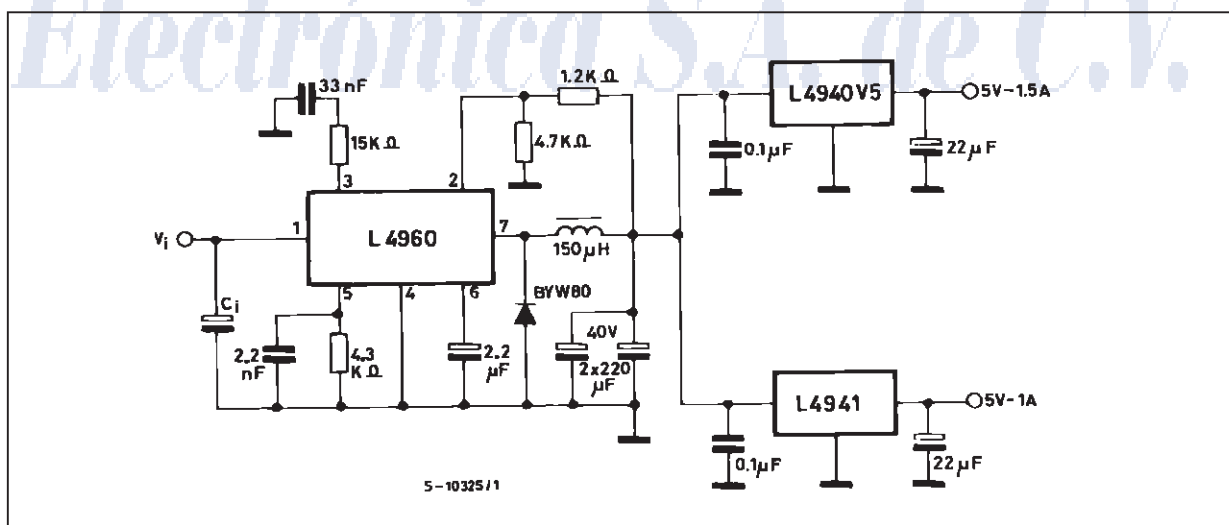 Electrónica S.A. de C.V.
33 nF
1.2K Ω
15K Ω
4.7K Ω
3
2
L4940V5
5V-1.5A
0.1µF
22µF
1
L4960
7
Vi
150µH
5
4
6
BYW80
Ci
2.2
nF
4.3
KΩ
2.2
µF
40V
2x220
µF
L4941
5V-1A
0.1µF
22µF
5-10325/1